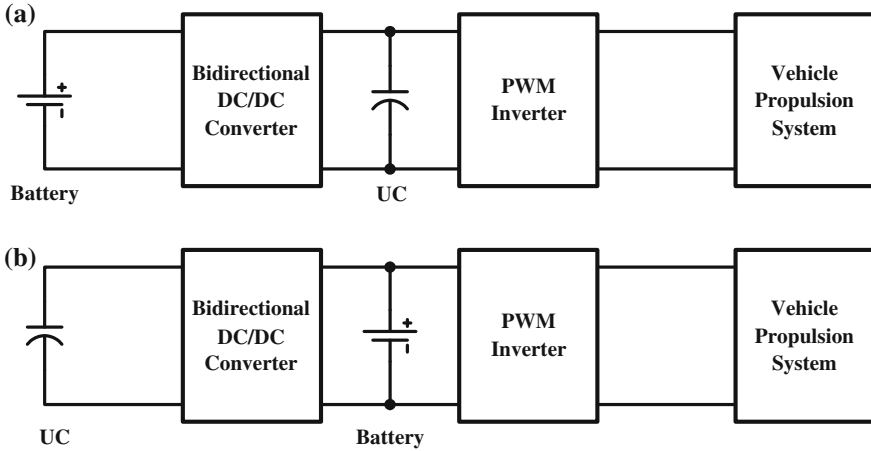 (a)
Bidirectional
DC/DC
Converter
PWM
Inverter
Vehicle
Propulsion
System
+
Battery
UC
(b)
Bidirectional
DC/DC
Converter
PWM
Inverter
Vehicle
Propulsion
System
+
UC
Battery